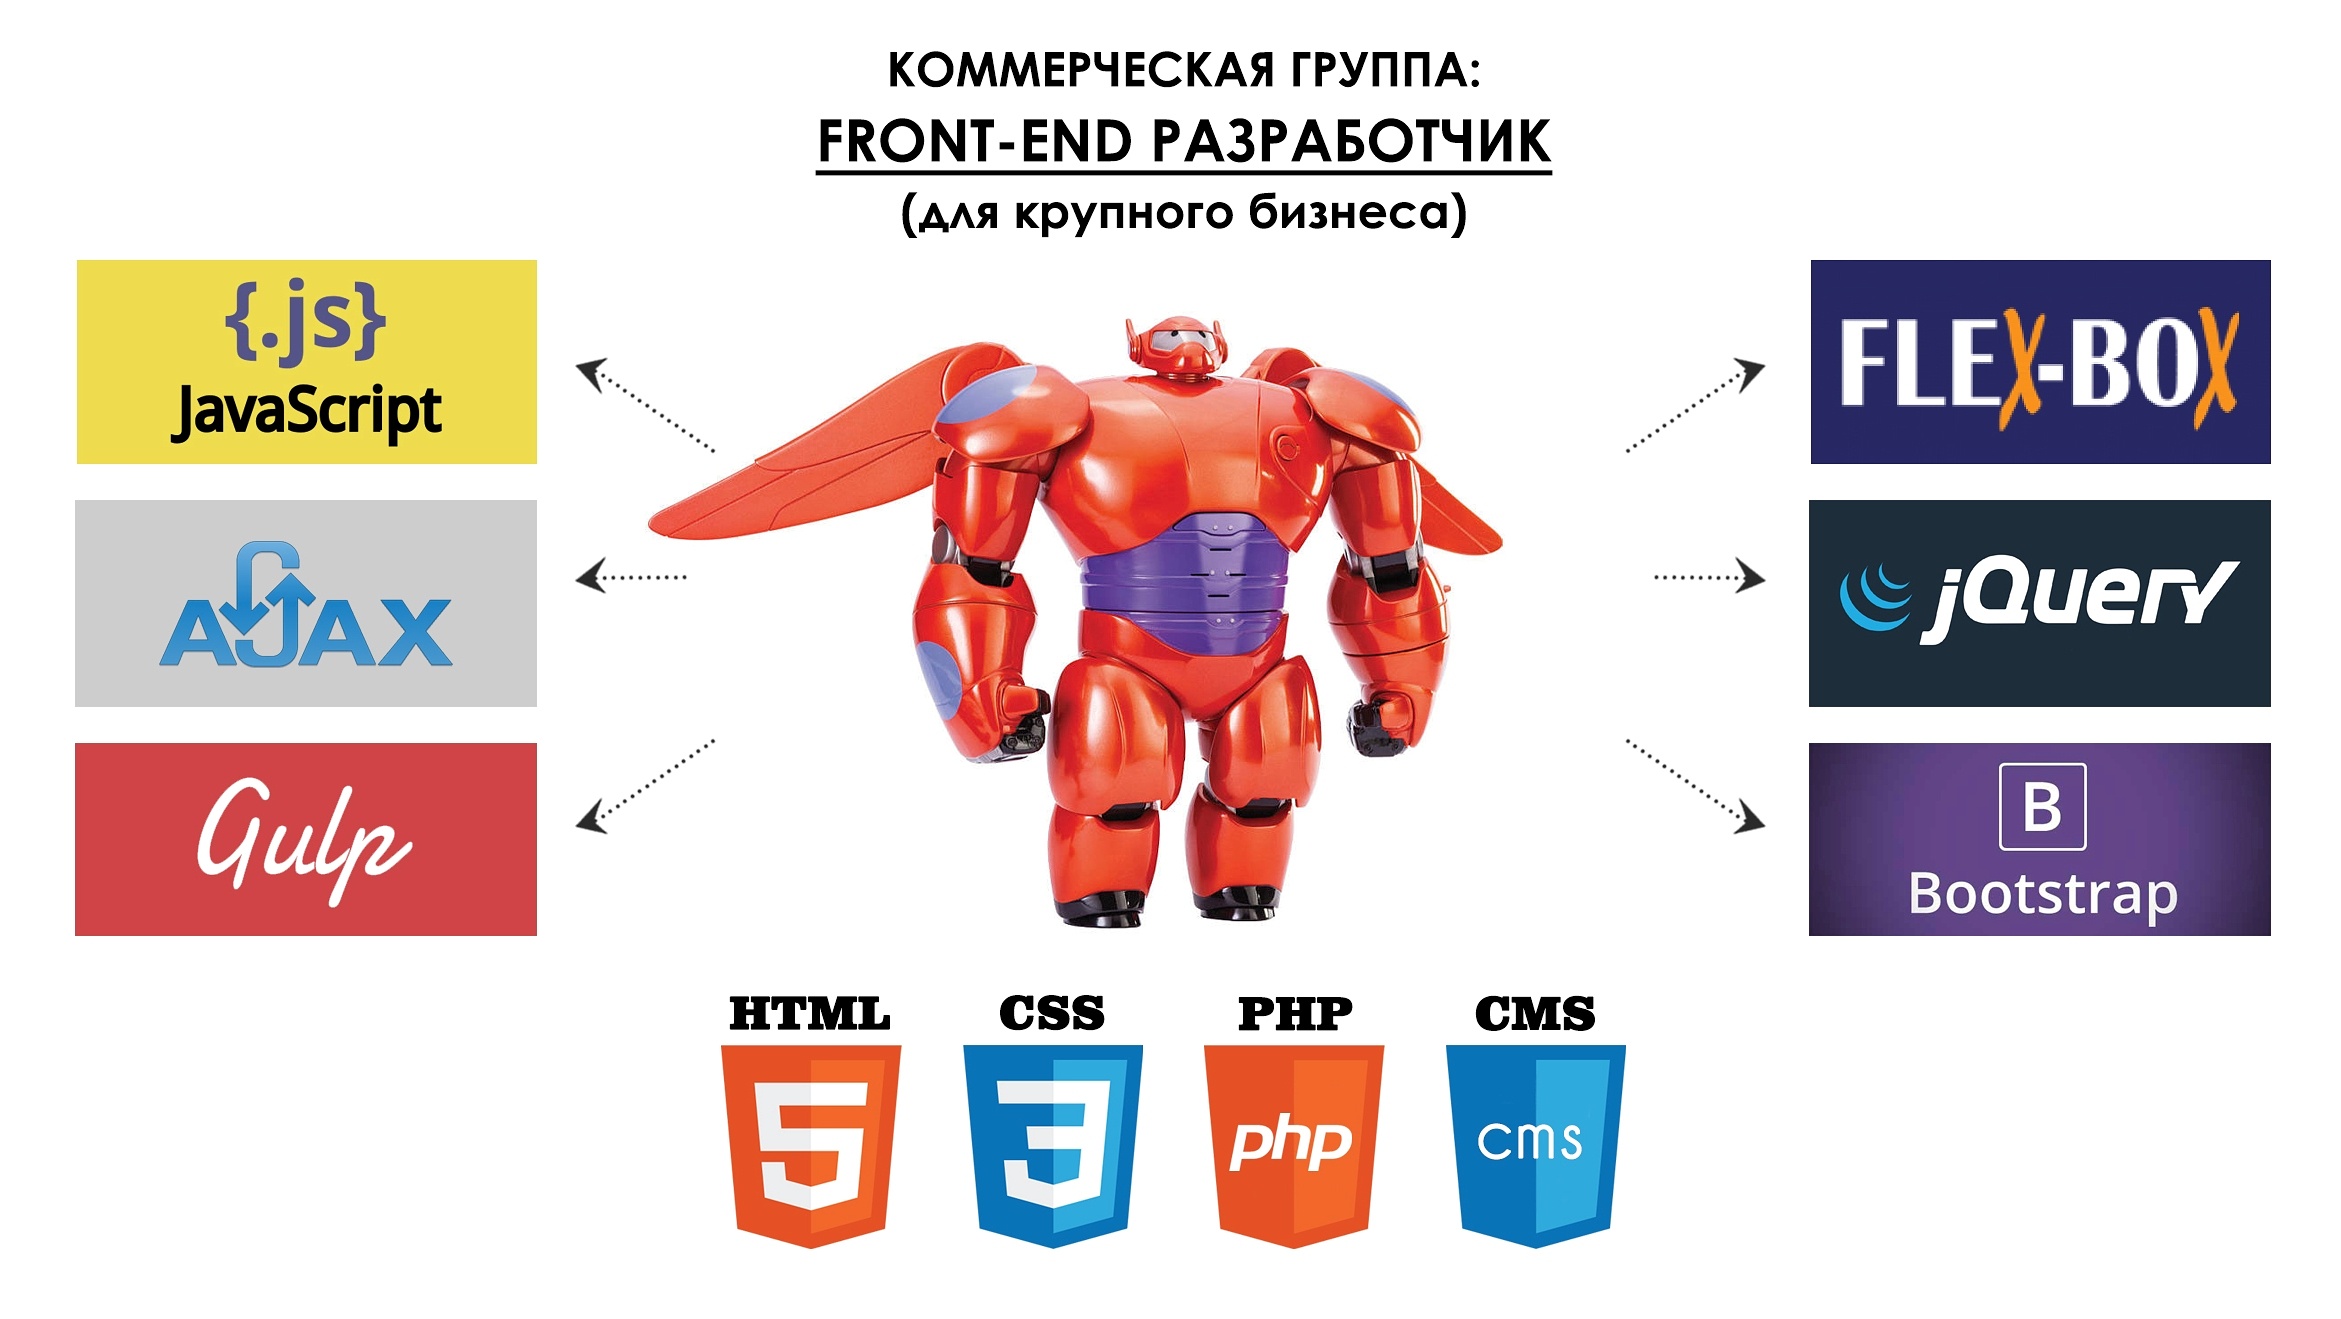 КОММЕРЧЕСКАЯ ГРУППА:
FRONT-END РАЗРАБОТЧИК
(для крупного бизнеса)
{.js}
JavaScript
AJAX
Gulp
FLEX-BOX
jQuery
B
Bootstrap
HTML CSS PHP CMS
5 3 php cms